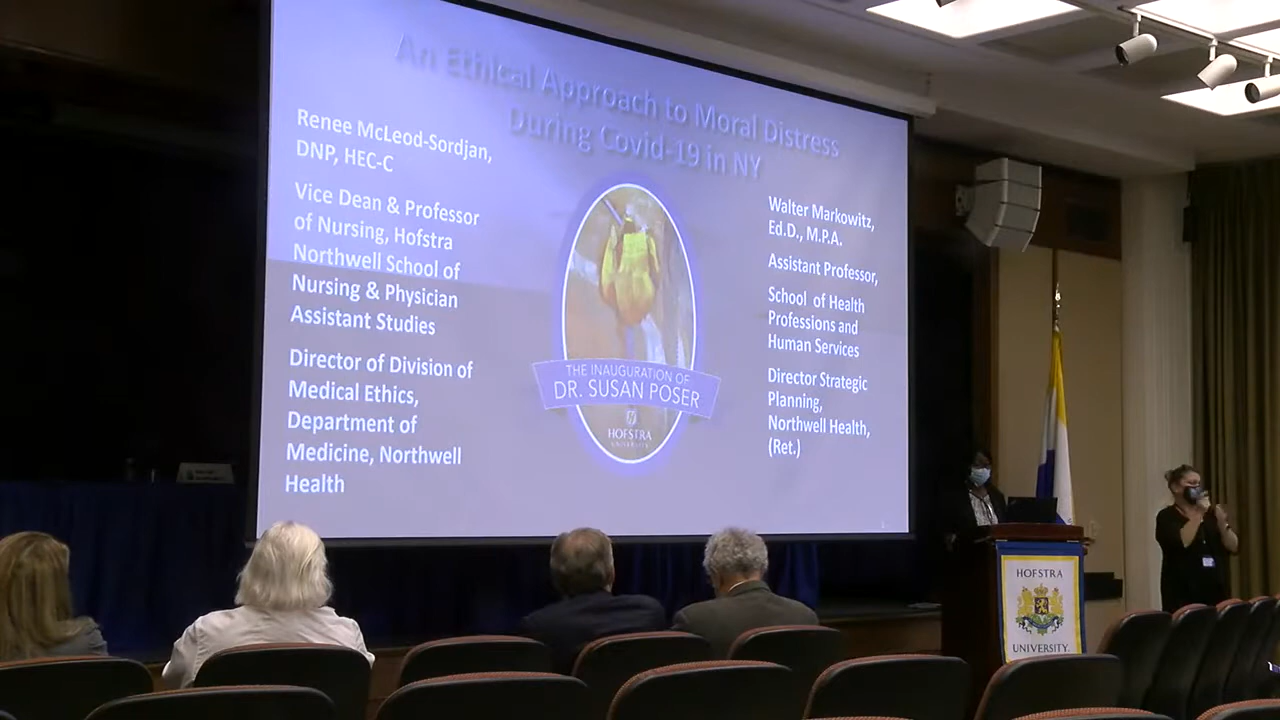 An Ethical Approach to Moral Distress
During Covid-19 in NY
Renee McLeod-Sordjan,
DNP, HEC-C
Vice Dean & Professor
of Nursing, Hofstra
Northwell School of
Nursing & Physician
Assistant Studies
Director of Division of
Medical Ethics,
Department of
Medicine, Northwell
Health
THE INAUGURATION OF
DR. SUSAN POSER
HOFSTRA
UNIVERSITY
Walter Markowitz,
Ed.D., M.P.A.
Assistant Professor,
School of Health
Professions and
Human Services
Director Strategic
Planning,
Northwell Health,
(Ret.)
HOFSTRA
UNIVERSITY.